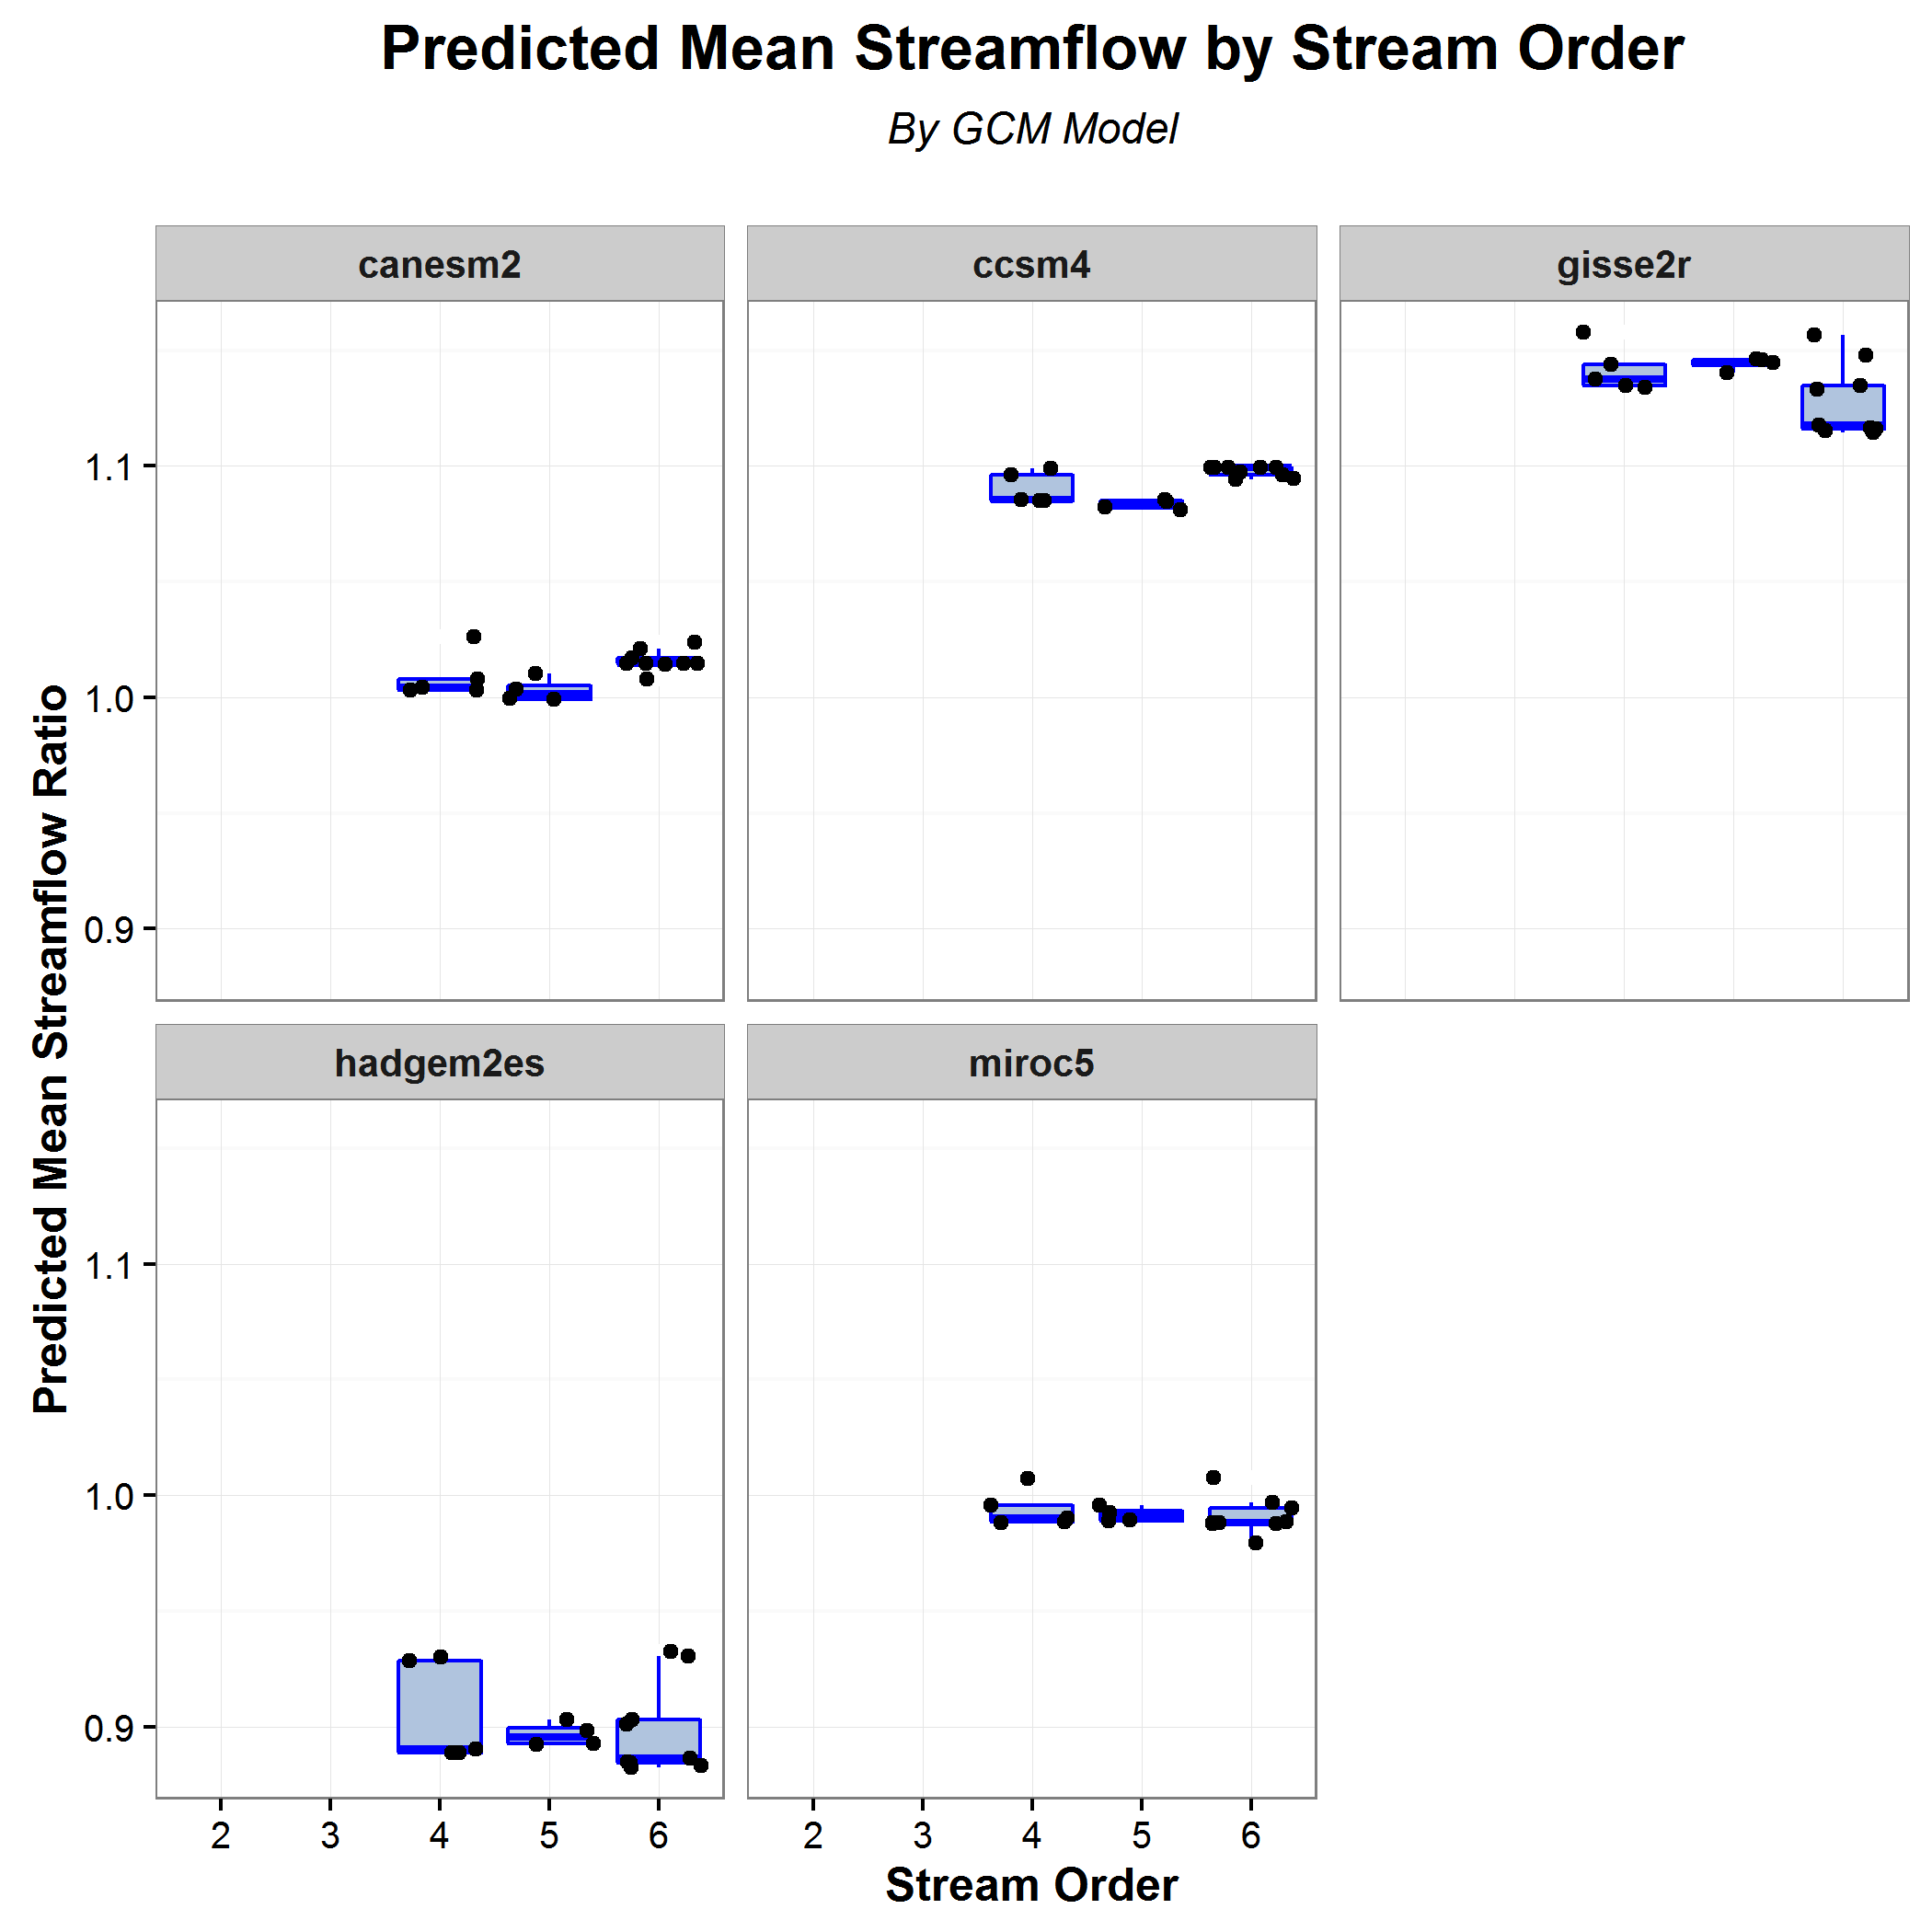 Predicted Mean Streamflow by Stream Order
By GCM Model
canesm2
ccsm4
gisse2r
1.1
1.0
0.9
Predicted Mean Streamflow Ratio
hadgem2es
miroc5
1.1
1.0
0.9
2 3 4 5 6
2 3 4 5 6
Stream Order